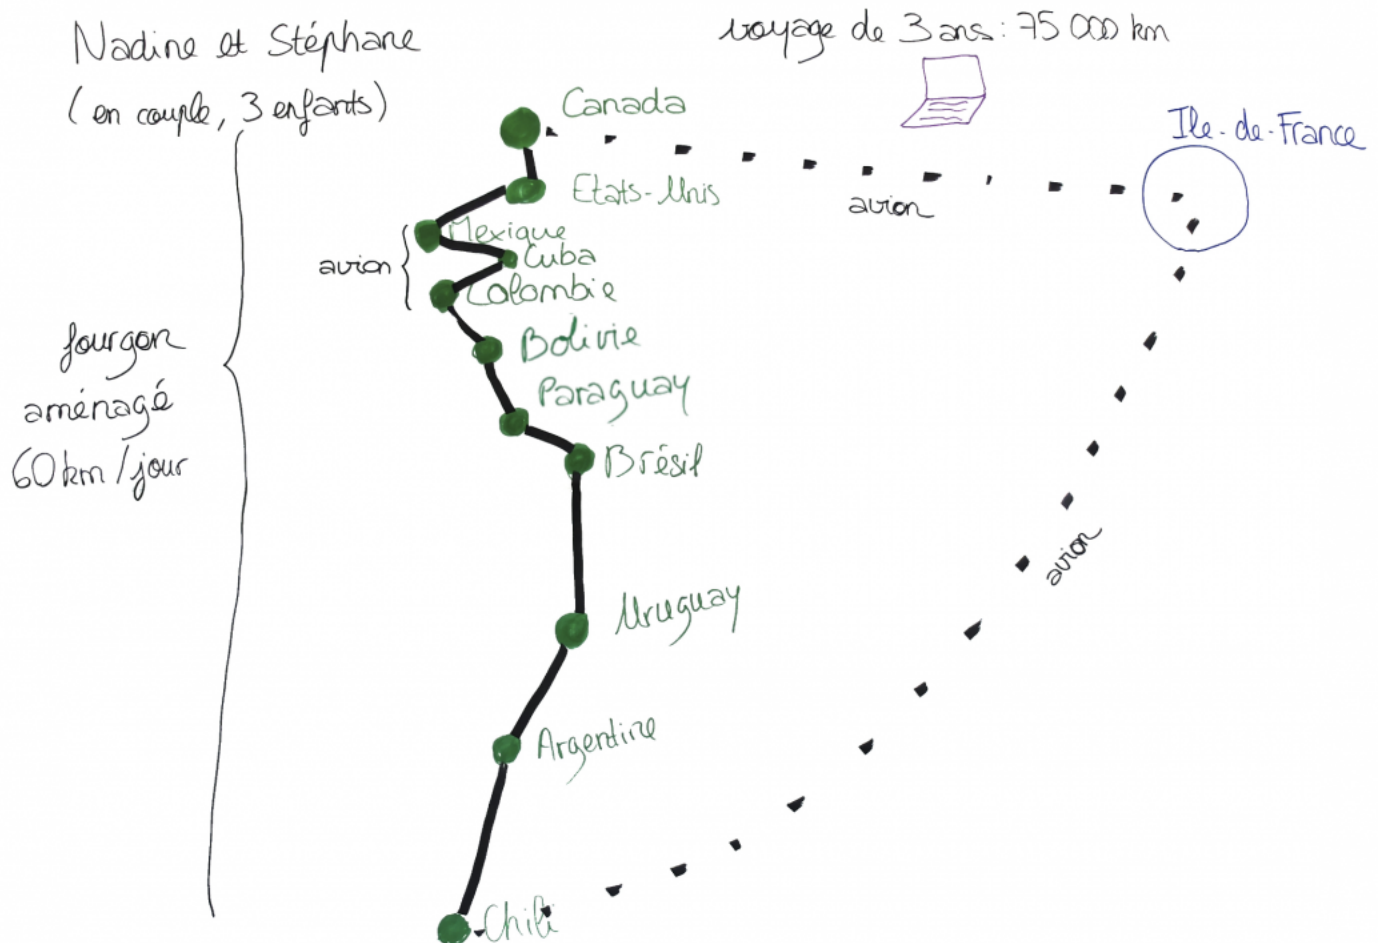 Nadine et Stéphane
(en couple, 3 enfants)
voyage de 3 ans : 75 000 km
Canada
Ile-de-France
Etats-Unis
avion
Mexique
Cuba
avion
Colombie
Bolivie
fourgon
aménagé
60 km/jour
Paraguay
Brésil
avion
Uruguay
Argentine
Chili